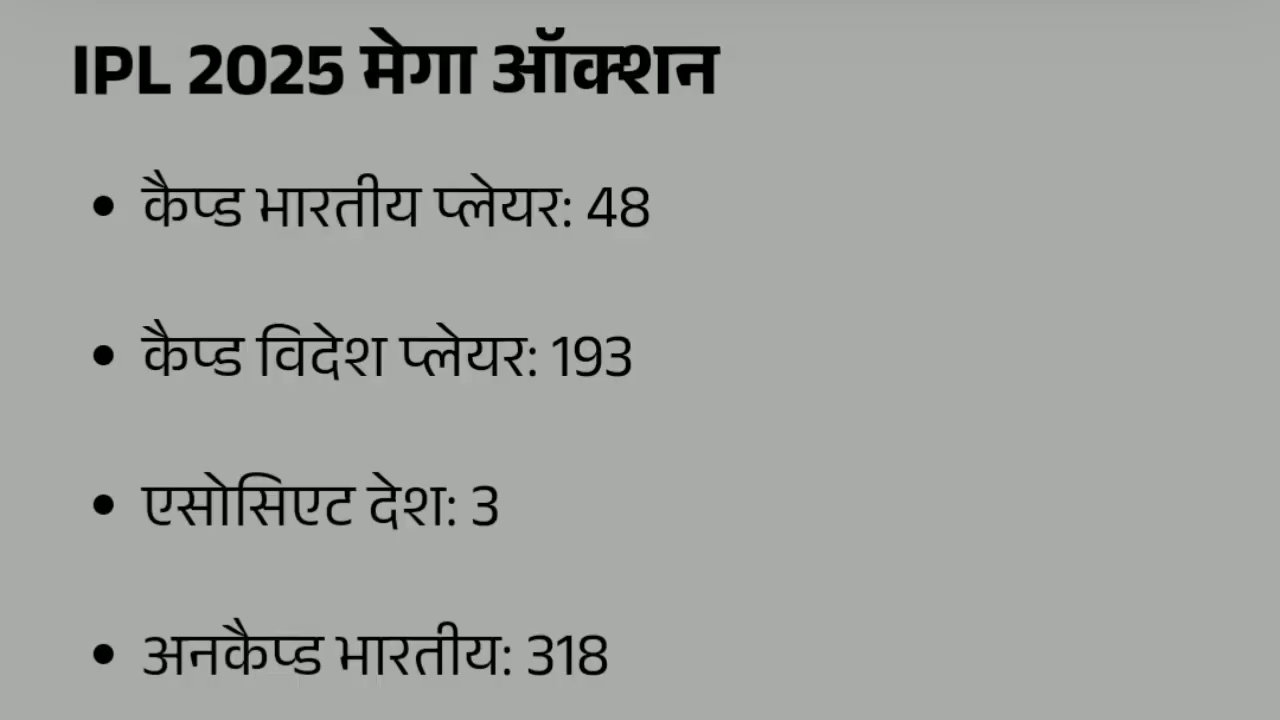 IPL 2025 मेगा ऑक्शन
• कैप्ड भारतीय प्लेयर: 48
• कैप्ड विदेश प्लेयर: 193
• एसोसिएट देश: 3
• अनकैप्ड भारतीय: 318